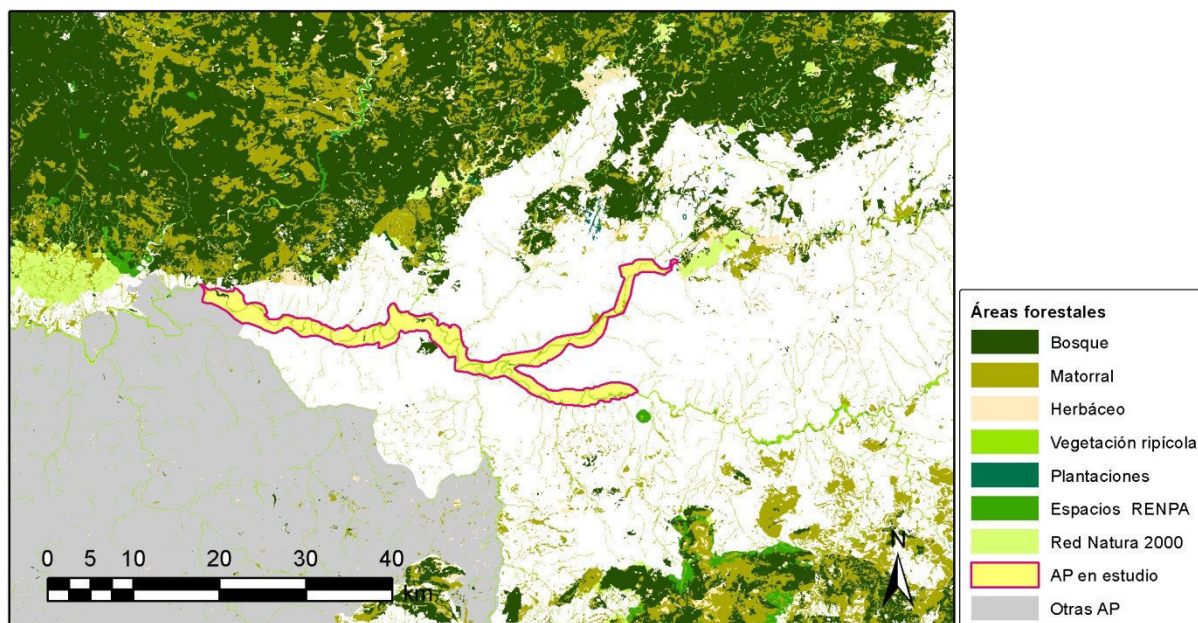 N
0 5 10 20 30 40
km
Áreas forestales
Bosque
Matorral
Herbáceo
Vegetación ripícola
Plantaciones
Espacios RENPA
Red Natura 2000
AP en estudio
Otras AP